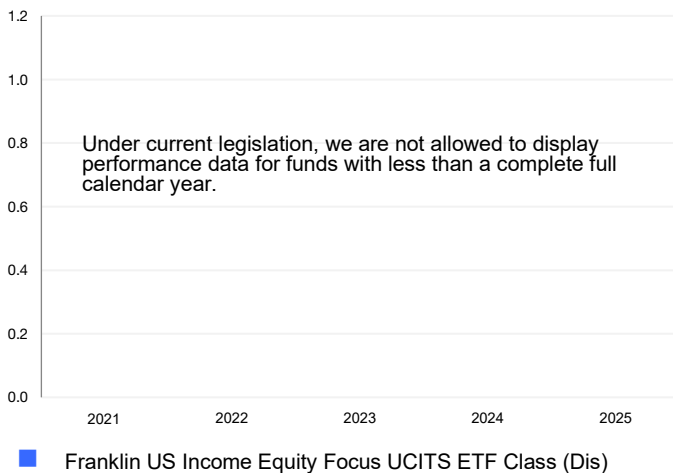 1.2
1.0
0.8
Under current legislation, we are not allowed to display
performance data for funds with less than a complete full
calendar year.
0.6
0.4
0.2
0.0
2021 2022 2023 2024 2025
Franklin US Income Equity Focus UCITS ETF Class (Dis)